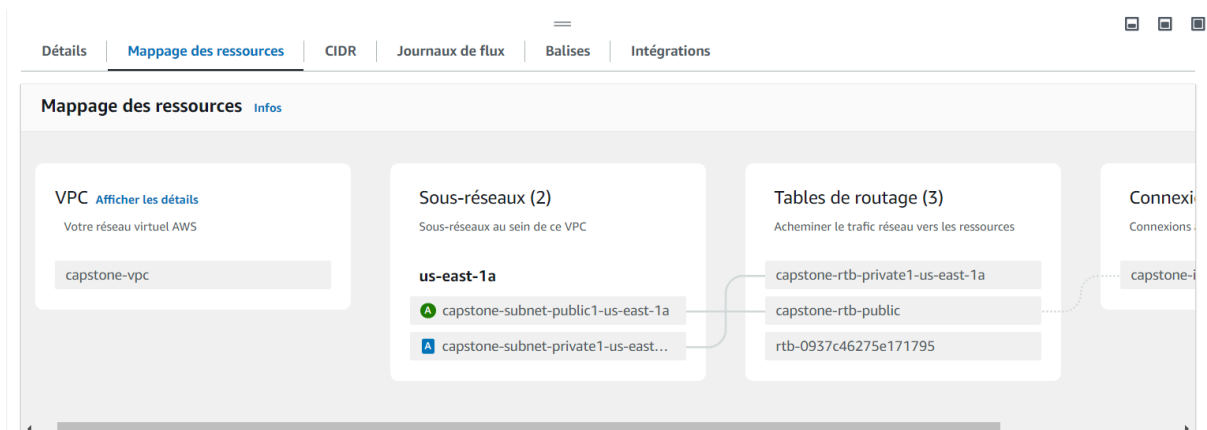 Détails
Mappage des ressources
CIDR
Journaux de flux
Balises
Intégrations
Mappage des ressources Infos
VPC Afficher les détails
Votre réseau virtuel AWS
capstone-vpc
Sous-réseaux (2)
Sous-réseaux au sein de ce VPC
us-east-1a
A capstone-subnet-public1-us-east-1a
A capstone-subnet-private1-us-east...
Tables de routage (3)
Acheminer le trafic réseau vers les ressources
capstone-rtb-private1-us-east-1a
capstone-rtb-public
rtb-0937c46275e171795
Connexi
Connexions
capstone-i